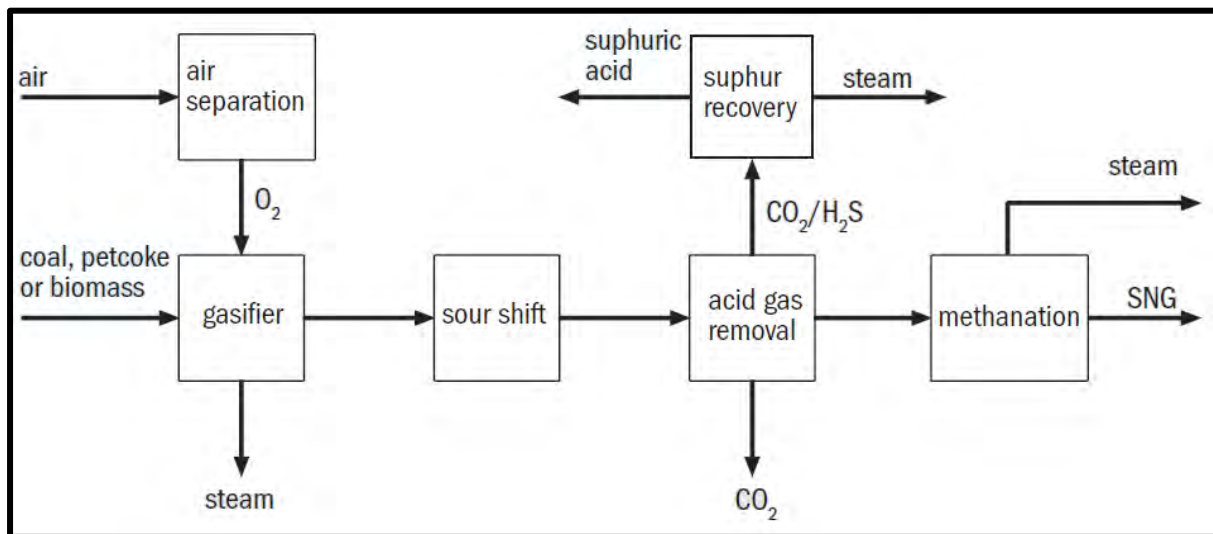 air
air
separation
suphuric
acid
suphur
recovery
steam
steam
O₂
CO₂/H₂S
coal, petcoke
or biomass
gasifier
sour shift
acid gas
removal
methanation
SNG
steam
CO₂